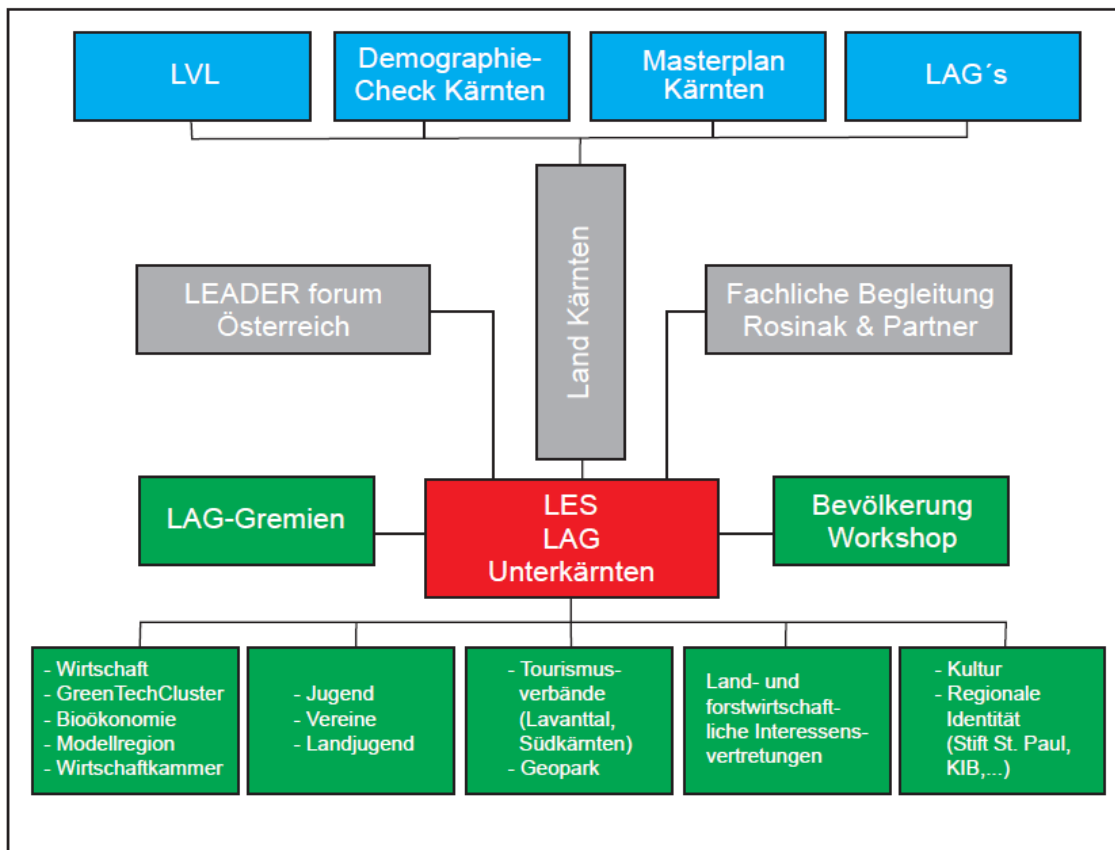 LVL
Demographie-
Check Kärnten
Masterplan
Kärnten
LAG´s
Land Kärnten
LEADER forum
Österreich
Fachliche Begleitung
Rosinak & Partner
LAG-Gremien
LES
LAG
Unterkärnten
Bevölkerung
Workshop
- Wirtschaft
- GreenTechCluster
- Bioökonomie
- Modellregion
- Wirtschaftkammer
- Jugend
- Vereine
- Landjugend
- Tourismus-
verbände
(Lavanttal,
Südkärnten)
- Geopark
Land- und
forstwirtschaft-
liche Interessens-
vertretungen
- Kultur
- Regionale
Identität
(Stift St. Paul,
KIB,...)